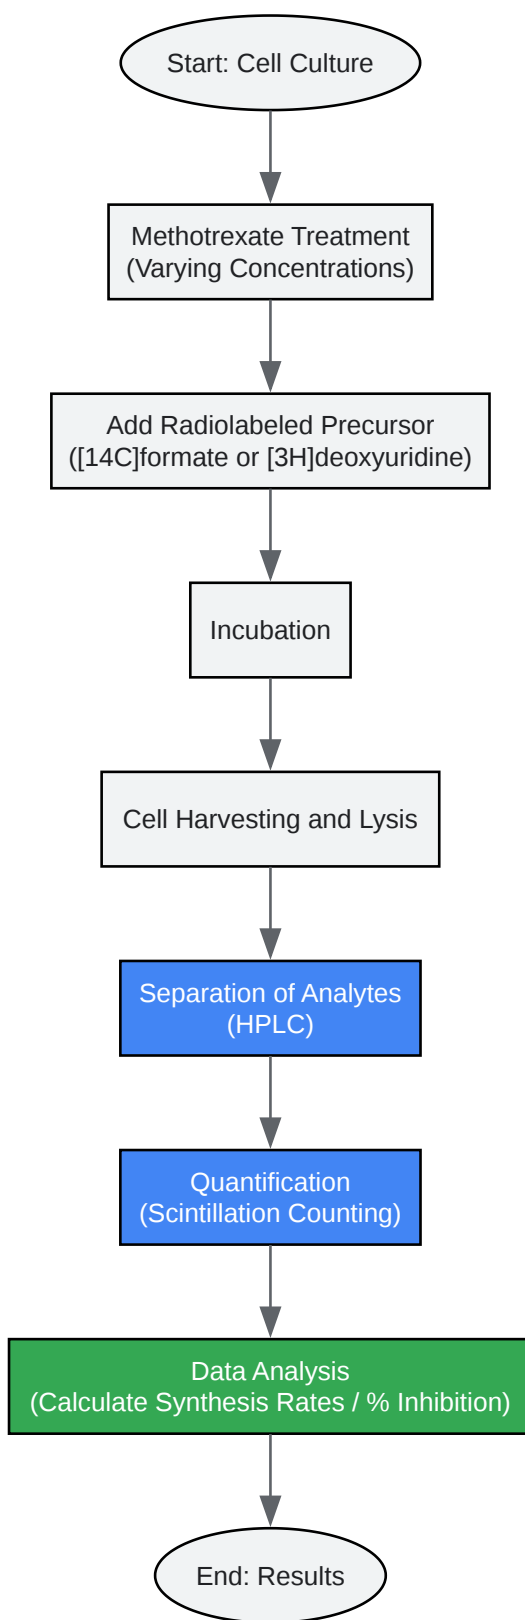 Start: Cell Culture
Methotrexate Treatment
(Varying Concentrations)
Add Radiolabeled Precursor
([14C]formate or [3H]deoxyuridine)
Incubation
Cell Harvesting and Lysis
Separation of Analytes
(HPLC)
Quantification
(Scintillation Counting)
Data Analysis
(Calculate Synthesis Rates / % Inhibition)
End: Results